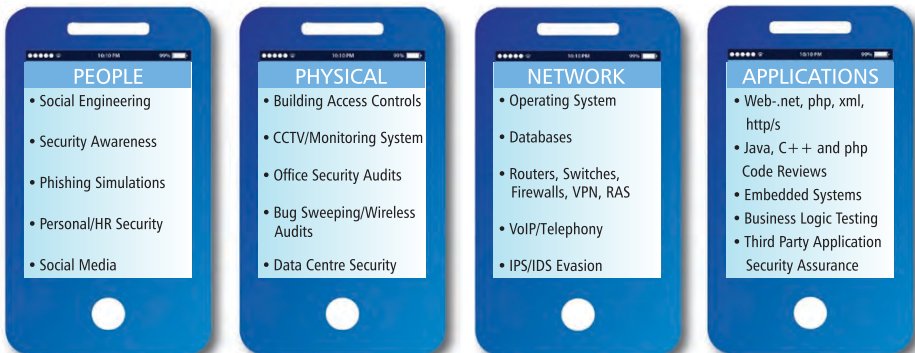 10:10 PM 99%
PEOPLE
• Social Engineering
• Security Awareness
• Phishing Simulations
• Personal/HR Security
• Social Media
10:10 PM 99%
PHYSICAL
• Building Access Controls
• CCTV/Monitoring System
• Office Security Audits
• Bug Sweeping/Wireless
Audits
• Data Centre Security
10:10 PM 99%
NETWORK
• Operating System
• Databases
• Routers, Switches,
Firewalls, VPN, RAS
• VoIP/Telephony
• IPS/IDS Evasion
10:10 PM 99%
APPLICATIONS
• Web-.net, php, xml,
http/s
• Java, C++ and php
Code Reviews
• Embedded Systems
• Business Logic Testing
• Third Party Application
Security Assurance